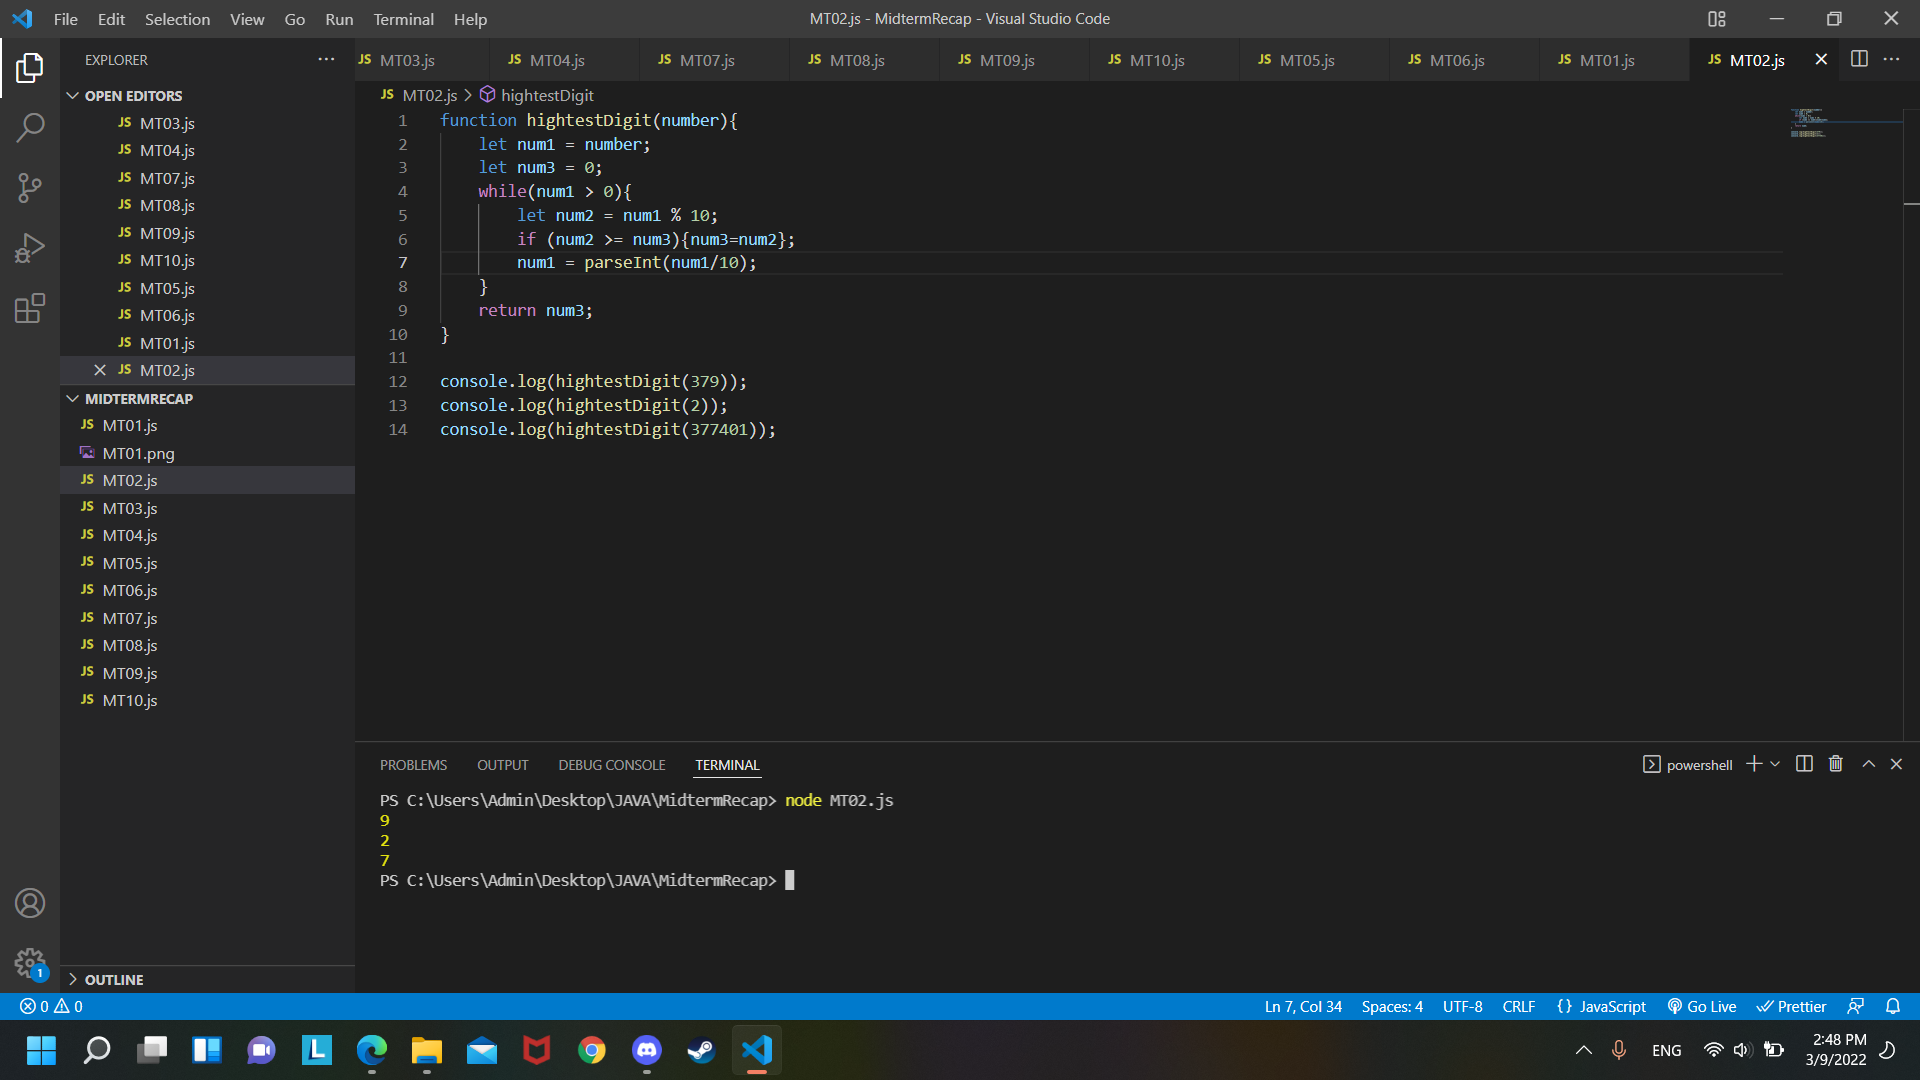 File Edit Selection View Go Run Terminal Help
MT02.js - MidtermRecap - Visual Studio Code
EXPLORER
JS MT03.js JS MT04.js JS MT07.js JS MT08.js JS MT09.js JS MT10.js JS MT05.js JS MT06.js JS MT01.js JS MT02.js
OPEN EDITORS
JS MT03.js
JS MT04.js
JS MT07.js
JS MT08.js
JS MT09.js
JS MT10.js
JS MT05.js
JS MT06.js
JS MT01.js
JS MT02.js
MIDTERMRECAP
JS MT01.js
MT01.png
JS MT02.js
JS MT03.js
JS MT04.js
JS MT05.js
JS MT06.js
JS MT07.js
JS MT08.js
JS MT09.js
JS MT10.js
OUTLINE
JS MT02.js > hightestDigit
1 function hightestDigit(number){
2 let num1 = number;
3 let num3 = 0;
4 while(num1 > 0){
5 let num2 = num1 % 10;
6 if (num2 >= num3){num3=num2};
7 num1 = parseInt(num1/10);
8 }
9 return num3;
10 }
11
12 console.log(hightestDigit(379));
13 console.log(hightestDigit(2));
14 console.log(hightestDigit(377401));
PROBLEMS OUTPUT DEBUG CONSOLE TERMINAL
powershell
PS C:\Users\Admin\Desktop\JAVA\MidtermRecap> node MT02.js
9
2
7
PS C:\Users\Admin\Desktop\JAVA\MidtermRecap>
1
0 0
Ln 7, Col 34 Spaces: 4 UTF-8 CRLF {} JavaScript Go Live Prettier
L
ENG
2:48 PM
3/9/2022